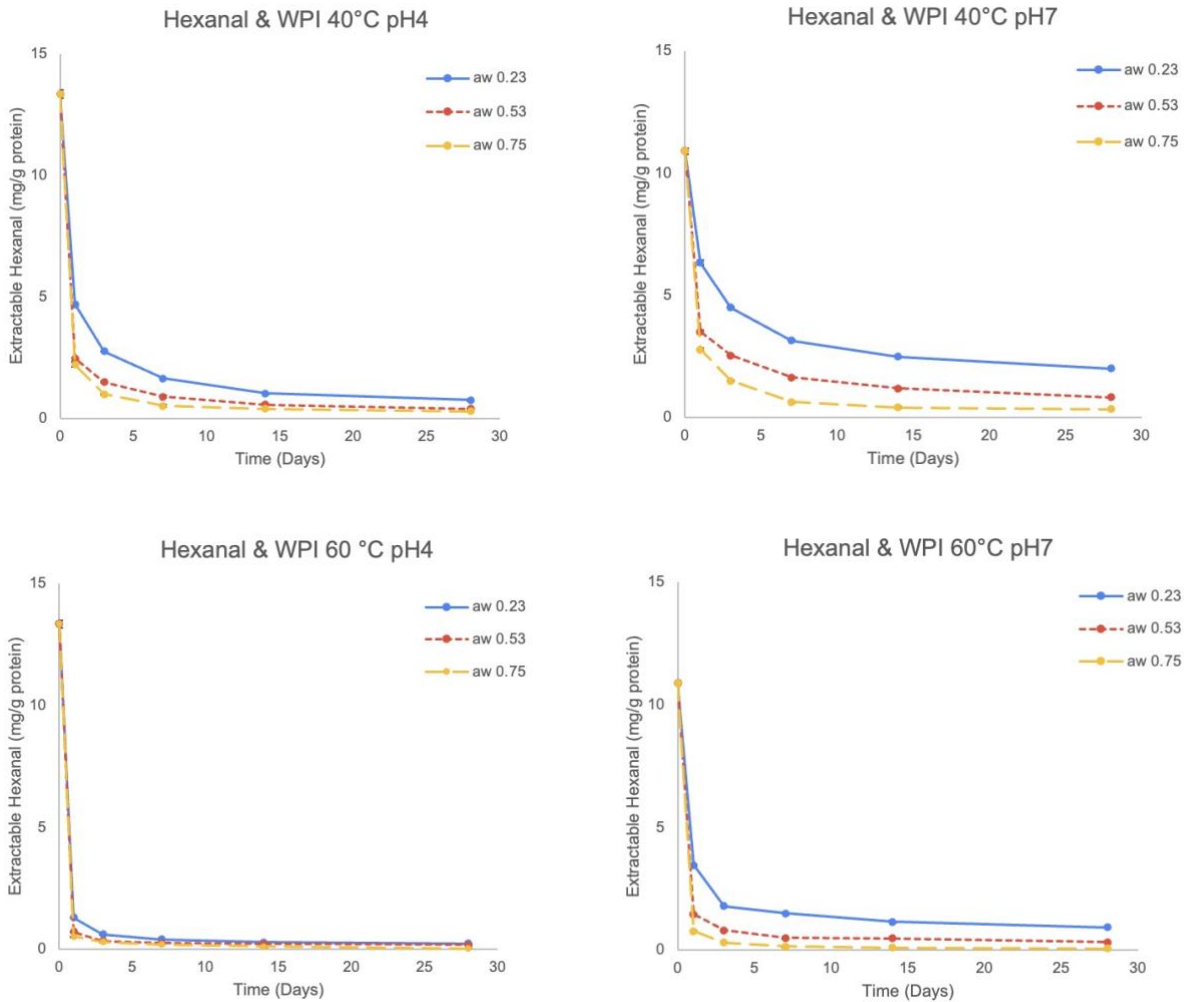 Hexanal & WPI 40°C pH4
15
10
5
0
Extractable Hexanal (mg/g protein)
aw 0.23
aw 0.53
aw 0.75
0 5 10 15 20 25 30
Time (Days)
Hexanal & WPI 40°C pH7
15
10
5
0
Extractable Hexanal (mg/g protein)
aw 0.23
aw 0.53
aw 0.75
0 5 10 15 20 25 30
Time (Days)
Hexanal & WPI 60 °C pH4
15
10
5
0
Extractable Hexanal (mg/g protein)
aw 0.23
aw 0.53
aw 0.75
0 5 10 15 20 25 30
Time (Days)
Hexanal & WPI 60°C pH7
15
10
5
0
Extractable Hexanal (mg/g protein)
aw 0.23
aw 0.53
aw 0.75
0 5 10 15 20 25 30
Time (Days)